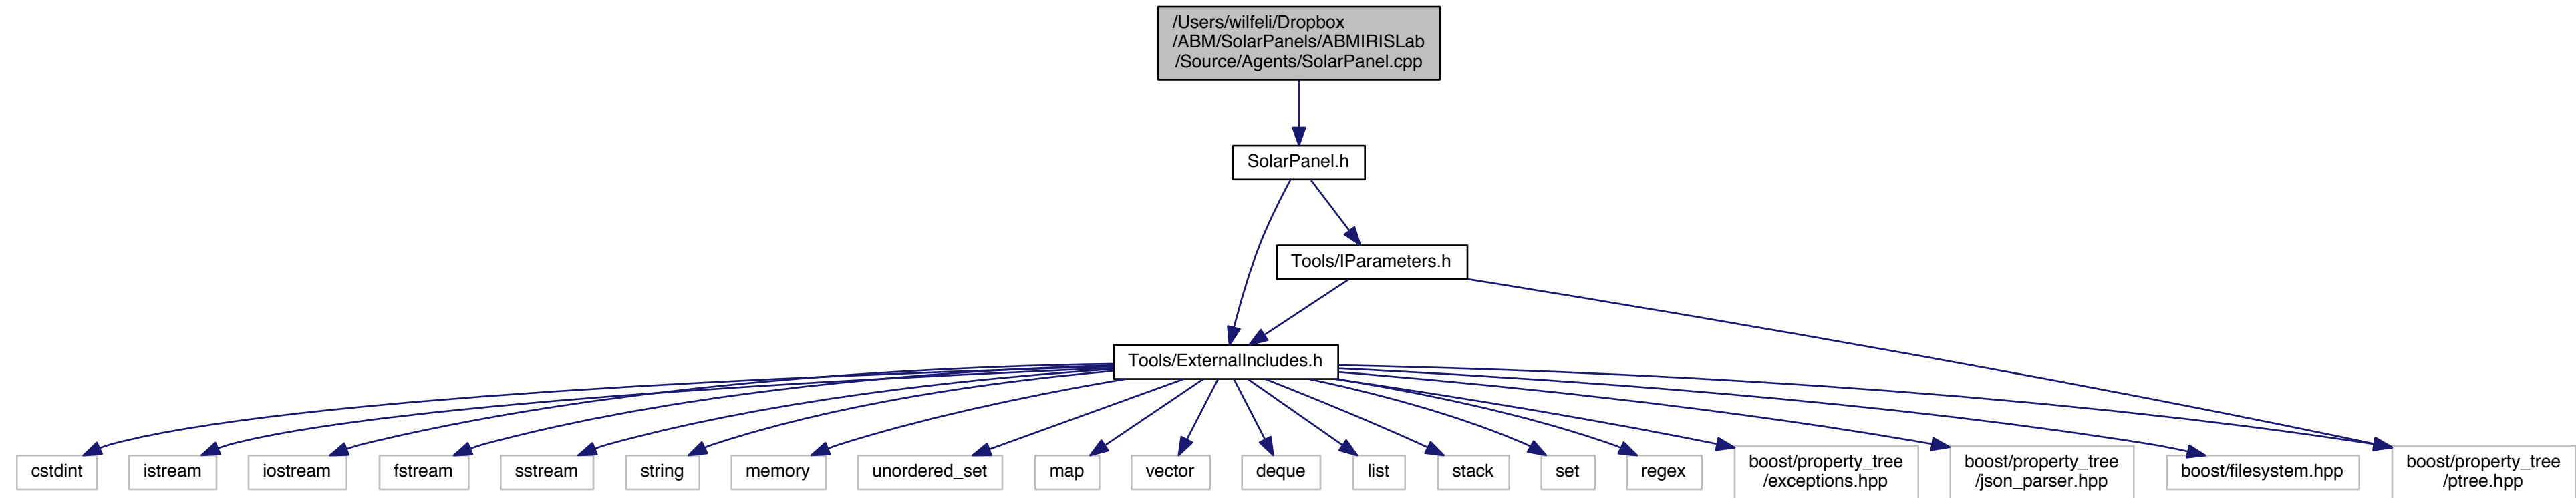 /Users/wilfeli/Dropbox
/ABM/SolarPanels/ABMIRISLab
/Source/Agents/SolarPanel.cpp
SolarPanel.h
Tools/IParameters.h
Tools/ExternalIncludes.h
cstdint
istream
iostream
fstream
sstream
string
memory
unordered_set
map
vector
deque
list
stack
set
regex
boost/property_tree
/exceptions.hpp
boost/property_tree
/json_parser.hpp
boost/filesystem.hpp
boost/property_tree
/ptree.hpp